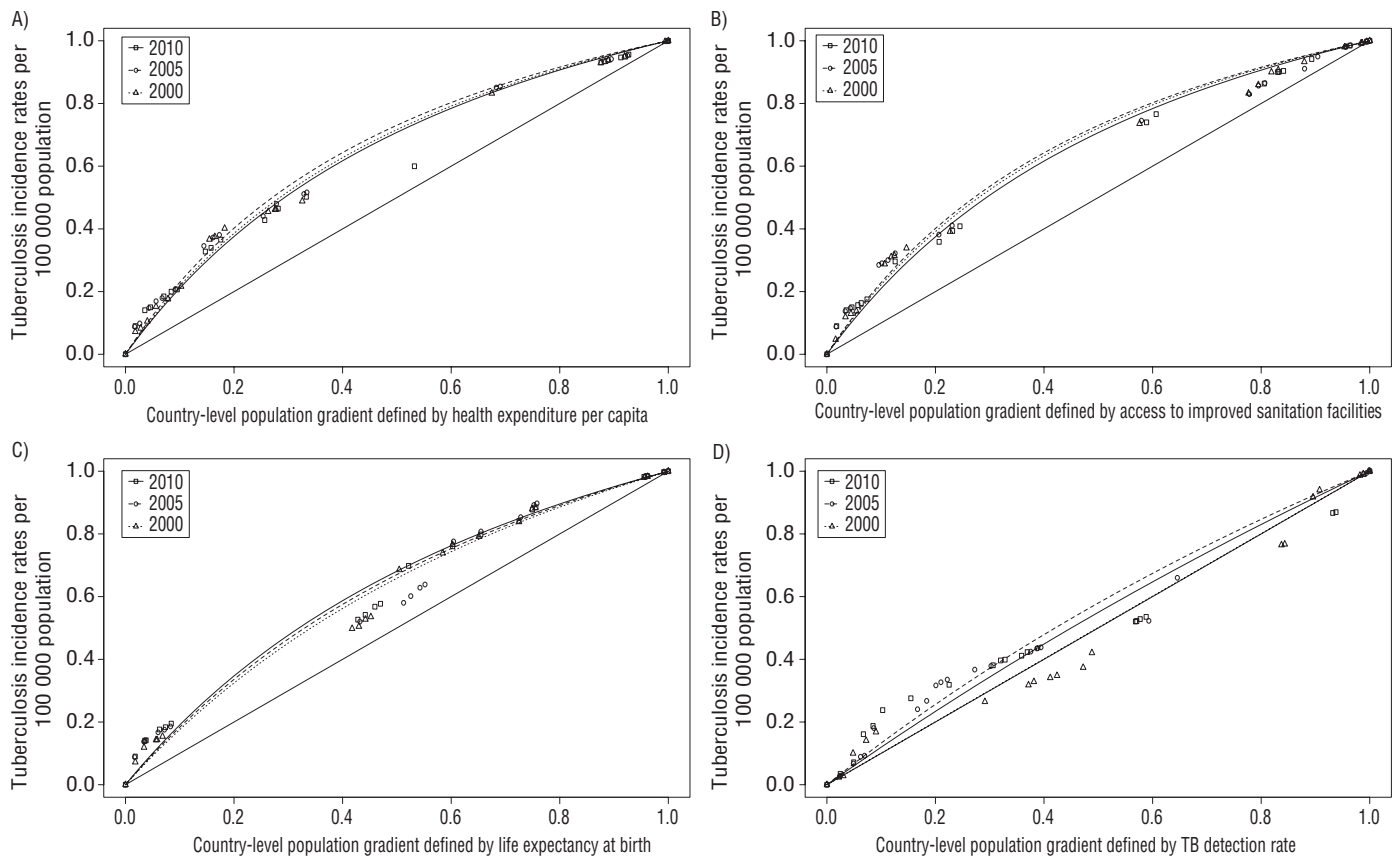 A)
Tuberculosis incidence rates per
100 000 population
1.0
0.8
0.6
0.4
0.2
0.0
2010
2005
2000
0.0 0.2 0.4 0.6 0.8 1.0
Country-level population gradient defined by health expenditure per capita
B)
Tuberculosis incidence rates per
100 000 population
1.0
0.8
0.6
0.4
0.2
0.0
2010
2005
2000
0.0 0.2 0.4 0.6 0.8 1.0
Country-level population gradient defined by access to improved sanitation facilities
C)
Tuberculosis incidence rates per
100 000 population
1.0
0.8
0.6
0.4
0.2
0.0
2010
2005
2000
0.0 0.2 0.4 0.6 0.8 1.0
Country-level population gradient defined by life expectancy at birth
D)
Tuberculosis incidence rates per
100 000 population
1.0
0.8
0.6
0.4
0.2
0.0
2010
2005
2000
0.0 0.2 0.4 0.6 0.8 1.0
Country-level population gradient defined by TB detection rate